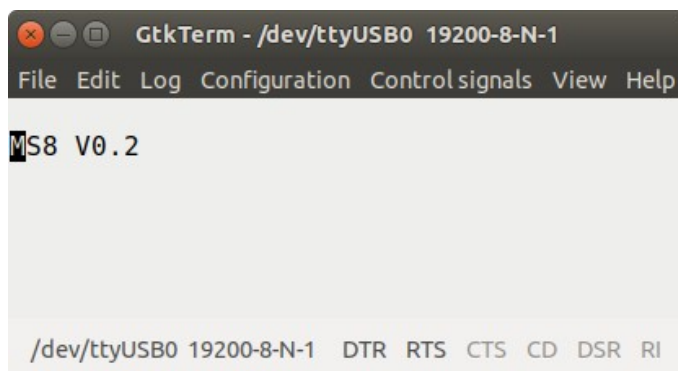 GtkTerm - /dev/ttyUSB0 19200-8-N-1
File Edit Log Configuration Control signals View Help
MS8 V0.2
/dev/ttyUSB0 19200-8-N-1 DTR RTS CTS CD DSR RI